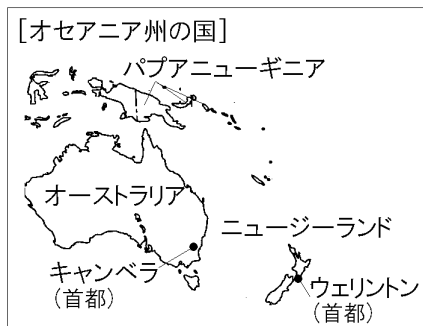 [オセアニア州の国]
パプアニューギニア
オーストラリア
ニュージーランド
キャンベラ
(首都)
ウェリントン
(首都)